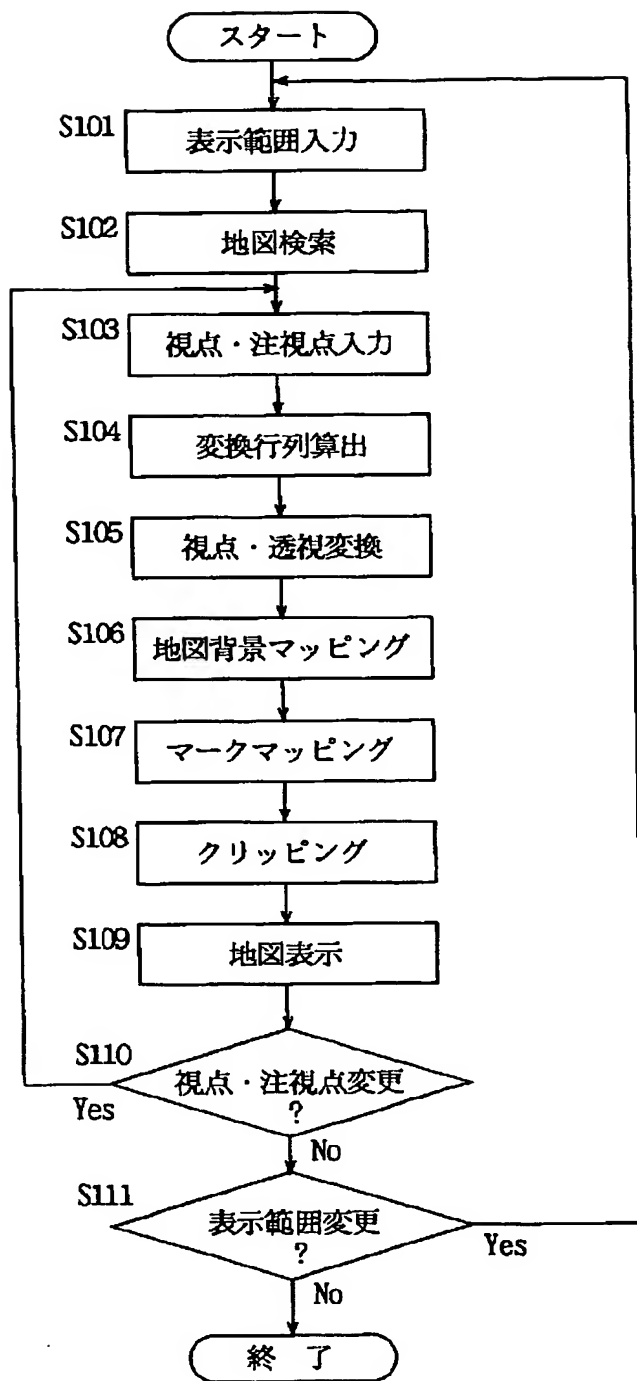 スタート
S101
表示範囲入力
S102
地図検索
S103
視点・注視点入力
S104
変換行列算出
S105
視点・透視変換
S106
地図背景マッピング
S107
マークマッピング
S108
クリッピング
S109
地図表示
S110
視点・注視点変更
?
Yes
No
S111
表示範囲変更
?
Yes
No
終 了